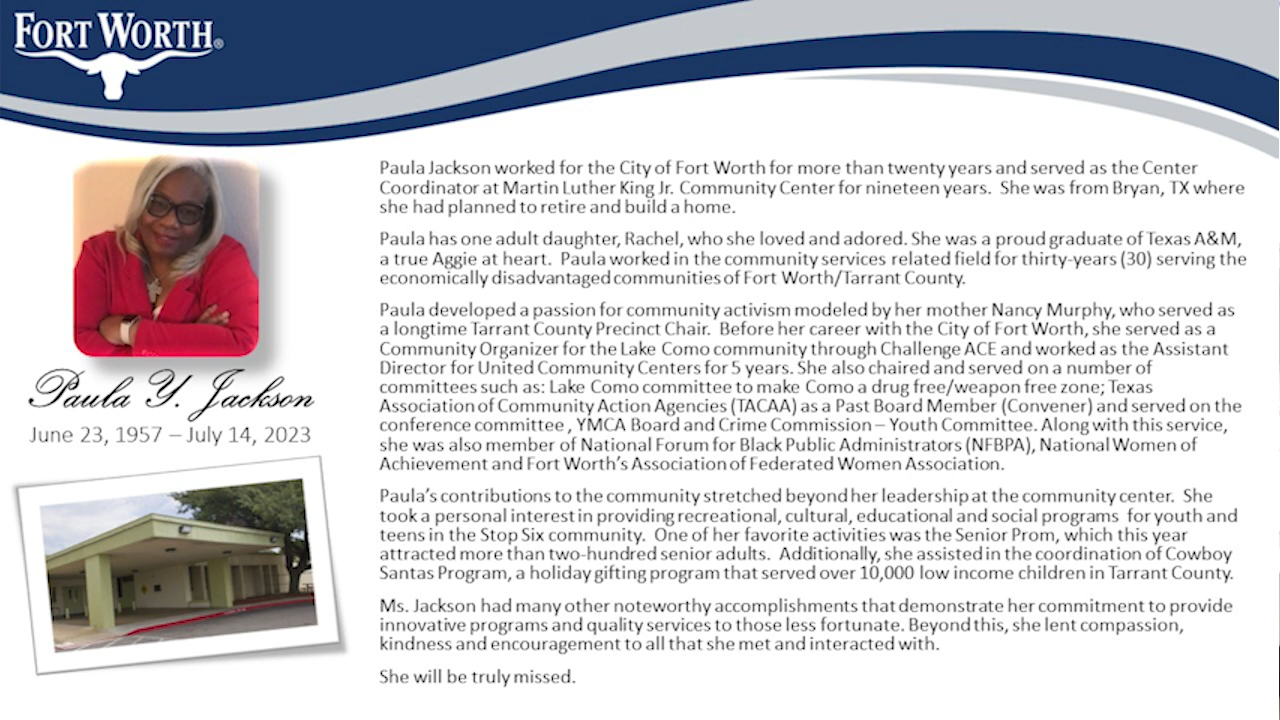 FORT WORTH®
Paula Y. Jackson
June 23, 1957 – July 14, 2023
Paula Jackson worked for the City of Fort Worth for more than twenty years and served as the Center
Coordinator at Martin Luther King Jr. Community Center for nineteen years. She was from Bryan, TX where
she had planned to retire and build a home.
Paula has one adult daughter, Rachel, who she loved and adored. She was a proud graduate of Texas A&M,
a true Aggie at heart. Paula worked in the community services related field for thirty-years (30) serving the
economically disadvantaged communities of Fort Worth/Tarrant County.
Paula developed a passion for community activism modeled by her mother Nancy Murphy, who served as
a longtime Tarrant County Precinct Chair. Before her career with the City of Fort Worth, she served as a
Community Organizer for the Lake Como community through Challenge ACE and worked as the Assistant
Director for United Community Centers for 5 years. She also chaired and served on a number of
committees such as: Lake Como committee to make Como a drug free/weapon free zone; Texas
Association of Community Action Agencies (TACAA) as a Past Board Member (Convener) and served on the
conference committee , YMCA Board and Crime Commission – Youth Committee. Along with this service,
she was also member of National Forum for Black Public Administrators (NFBPA), National Women of
Achievement and Fort Worth's Association of Federated Women Association.
Paula's contributions to the community stretched beyond her leadership at the community center. She
took a personal interest in providing recreational, cultural, educational and social programs for youth and
teens in the Stop Six community. One of her favorite activities was the Senior Prom, which this year
attracted more than two-hundred senior adults. Additionally, she assisted in the coordination of Cowboy
Santas Program, a holiday gifting program that served over 10,000 low income children in Tarrant County.
Ms. Jackson had many other noteworthy accomplishments that demonstrate her commitment to provide
innovative programs and quality services to those less fortunate. Beyond this, she lent compassion,
kindness and encouragement to all that she met and interacted with.
She will be truly missed.